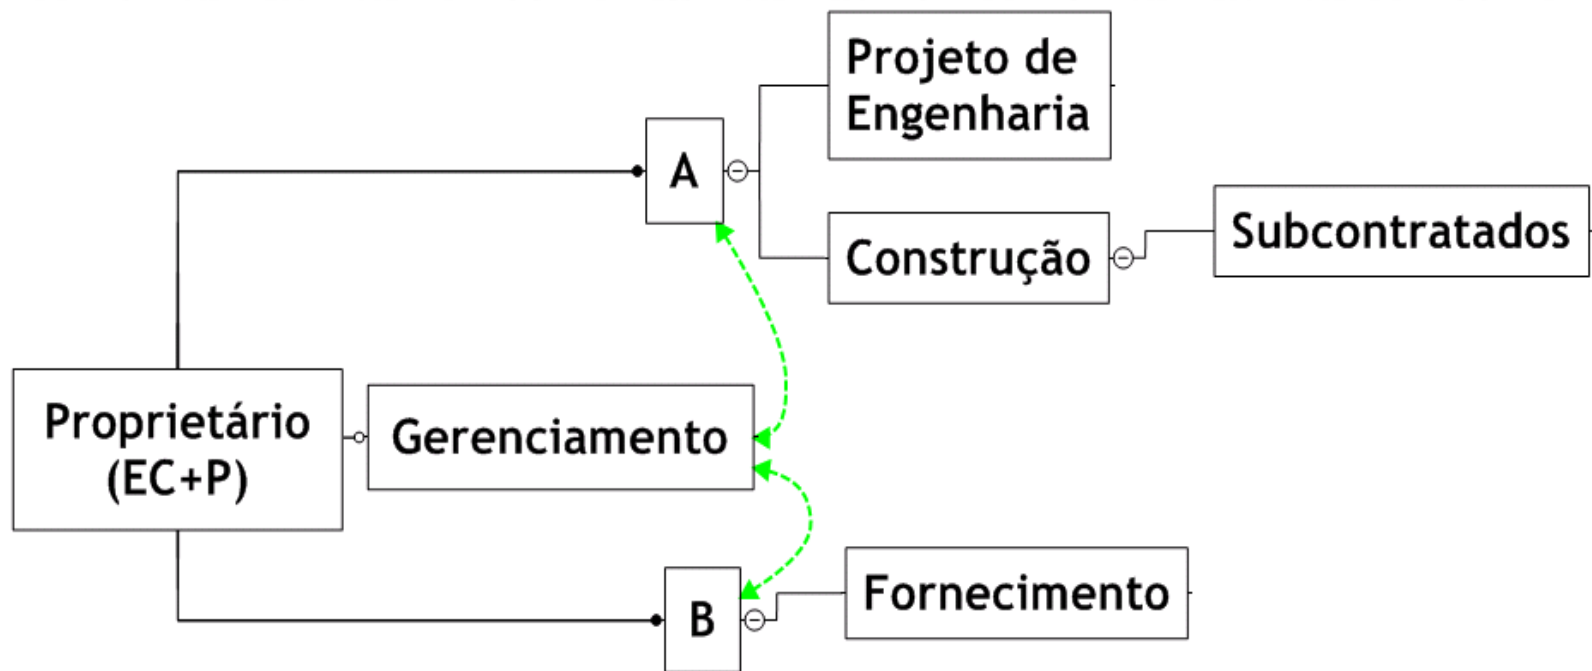 Projeto de
Engenharia
A
Construção
Subcontratados
Proprietário
(EC+P)
Gerenciamento
B
Fornecimento